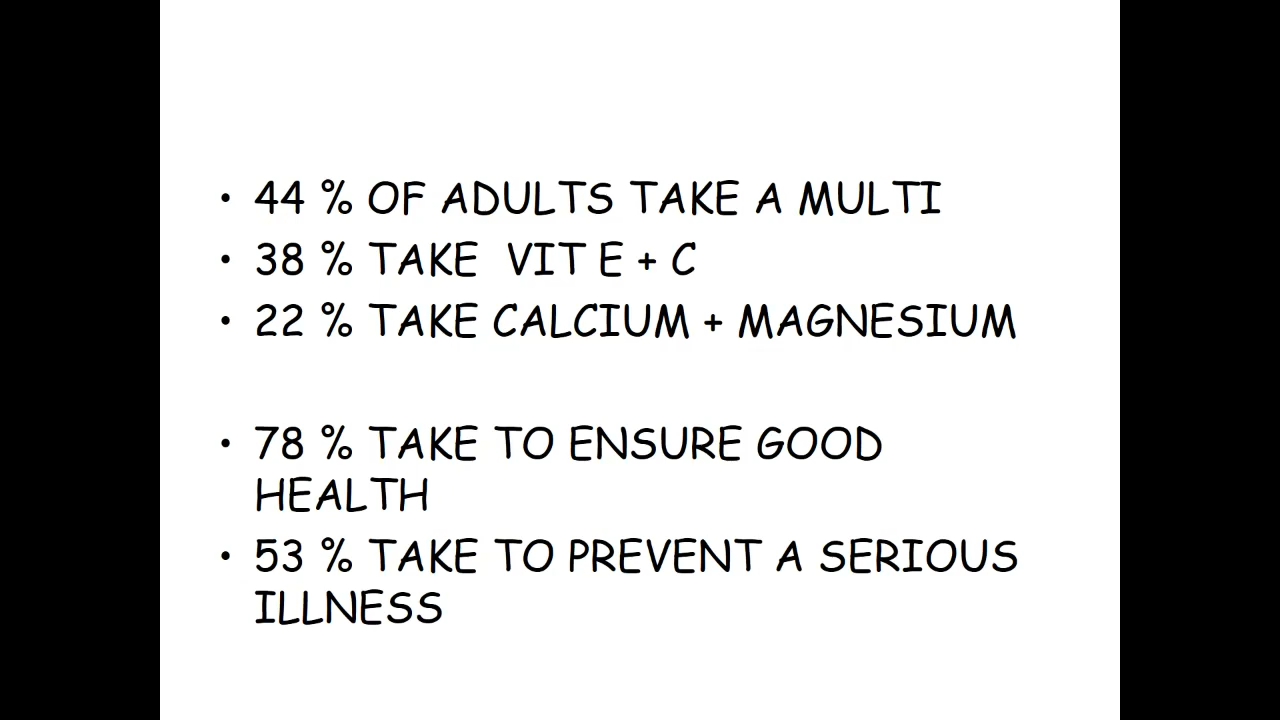 • 44 % OF ADULTS TAKE A MULTI
• 38 % TAKE  VIT E + C
• 22 % TAKE CALCIUM + MAGNESIUM
• 78 % TAKE TO ENSURE GOOD
HEALTH
• 53 % TAKE TO PREVENT A SERIOUS
ILLNESS